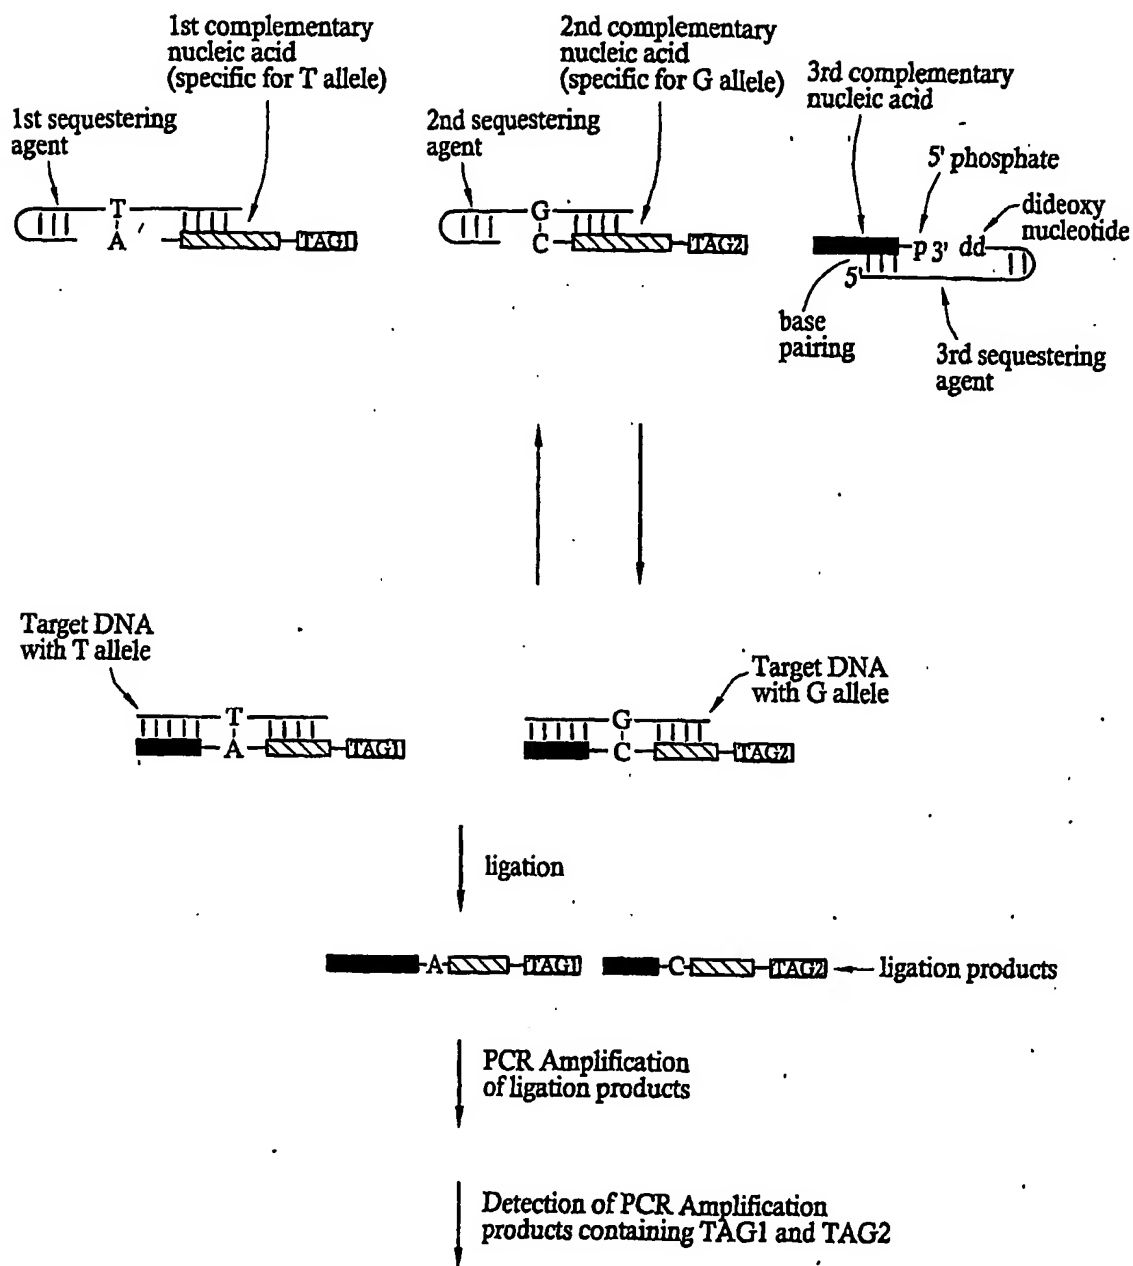 1st complementary
nucleic acid
(specific for T allele)
2nd complementary
nucleic acid
(specific for G allele)
3rd complementary
nucleic acid
1st sequestering
agent
2nd sequestering
agent
5' phosphate
dideoxy
nucleotide
T
A
TAG1
G
C
TAG2
p 3' dd
5'
base
pairing
3rd sequestering
agent
Target DNA
with T allele
Target DNA
with G allele
T
A
TAG1
G
C
TAG2
ligation
A
TAG1
C
TAG2
ligation products
PCR Amplification
of ligation products
Detection of PCR Amplification
products containing TAG1 and TAG2